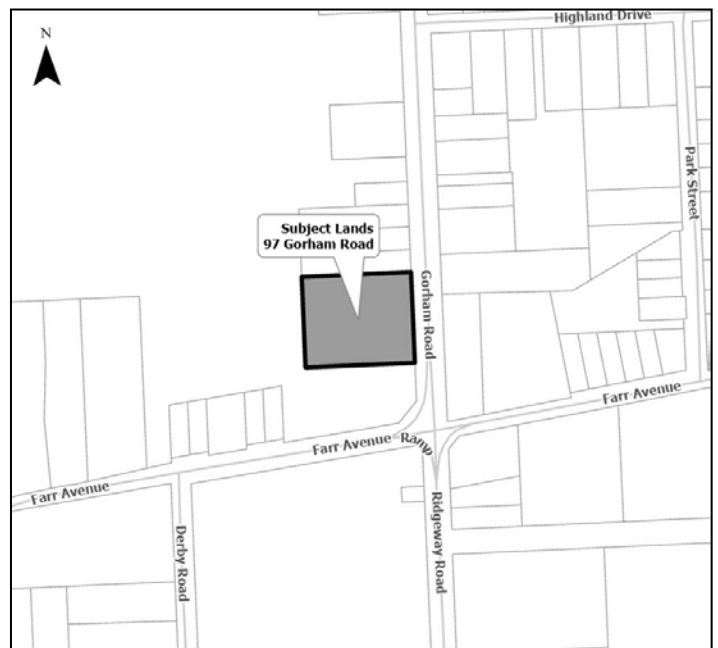 N
Highland Drive
Park Street
Subject Lands
97 Gorham Road
Gorham Road
Farr Avenue
Farr Avenue
Ramp
Farr Avenue
Derby Road
Ridgeway Road